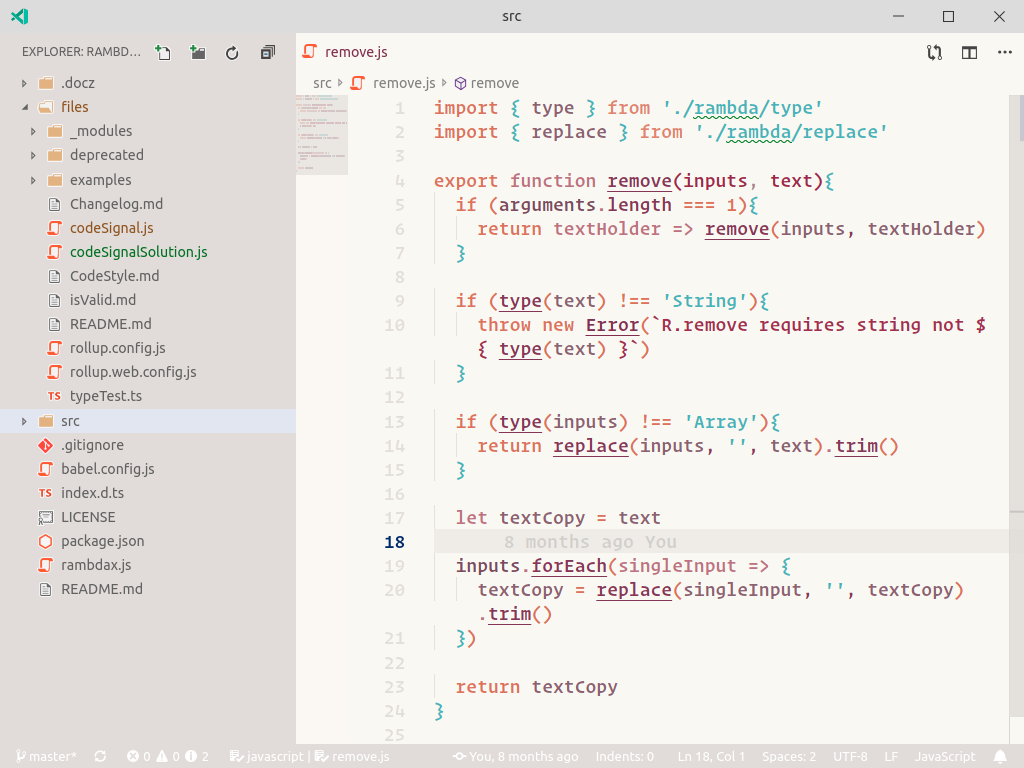 src
EXPLORER: RAMBD...
.docz
files
_modules
deprecated
examples
Changelog.md
codeSignal.js
codeSignalSolution.js
CodeStyle.md
isValid.md
README.md
rollup.config.js
rollup.web.config.js
TS typeTest.ts
src
.gitignore
babel.config.js
TS index.d.ts
LICENSE
package.json
rambdax.js
README.md
remove.js
src remove.js remove
1 import { type } from './rambda/type'
2 import { replace } from './rambda/replace'
3
4 export function remove(inputs, text){
5 if (arguments.length === 1){
6 return textHolder => remove(inputs, textHolder)
7 }
8
9 if (type(text) !== 'String'){
10 throw new Error(`R.remove requires string not $
{ type(text) }`)
11 }
12
13 if (type(inputs) !== 'Array'){
14 return replace(inputs, '', text).trim()
15 }
16
17 let textCopy = text
18 8 months ago You
19 inputs.forEach(singleInput => {
20 textCopy = replace(singleInput, '', textCopy)
.trim()
21 })
22
23 return textCopy
24 }
25
master* 0 0 2 javascript | remove.js You, 8 months ago Indents: 0 Ln 18, Col 1 Spaces: 2 UTF-8 LF JavaScript